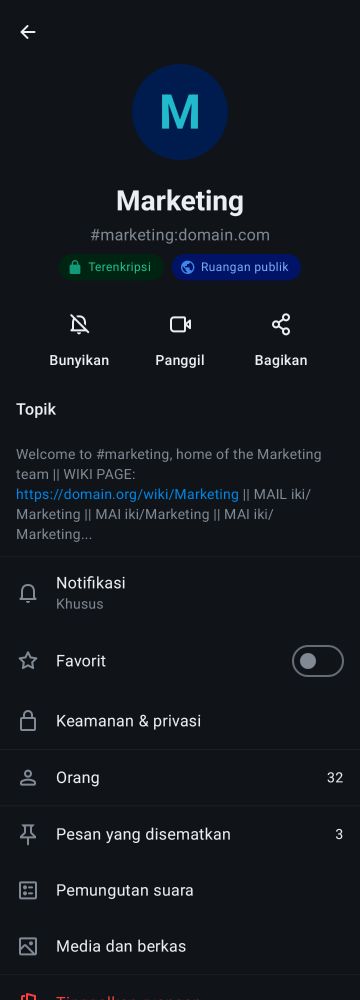 M
Marketing
#marketing:domain.com
Terenkripsi Ruangan publik
Bunyikan Panggil Bagikan
Topik
Welcome to #marketing, home of the Marketing
team || WIKI PAGE:
https://domain.org/wiki/Marketing || MAIL iki/
Marketing || MAI iki/Marketing || MAI iki/
Marketing...
Notifikasi
Khusus
Favorit
Keamanan & privasi
Orang 32
Pesan yang disematkan 3
Pemungutan suara
Media dan berkas